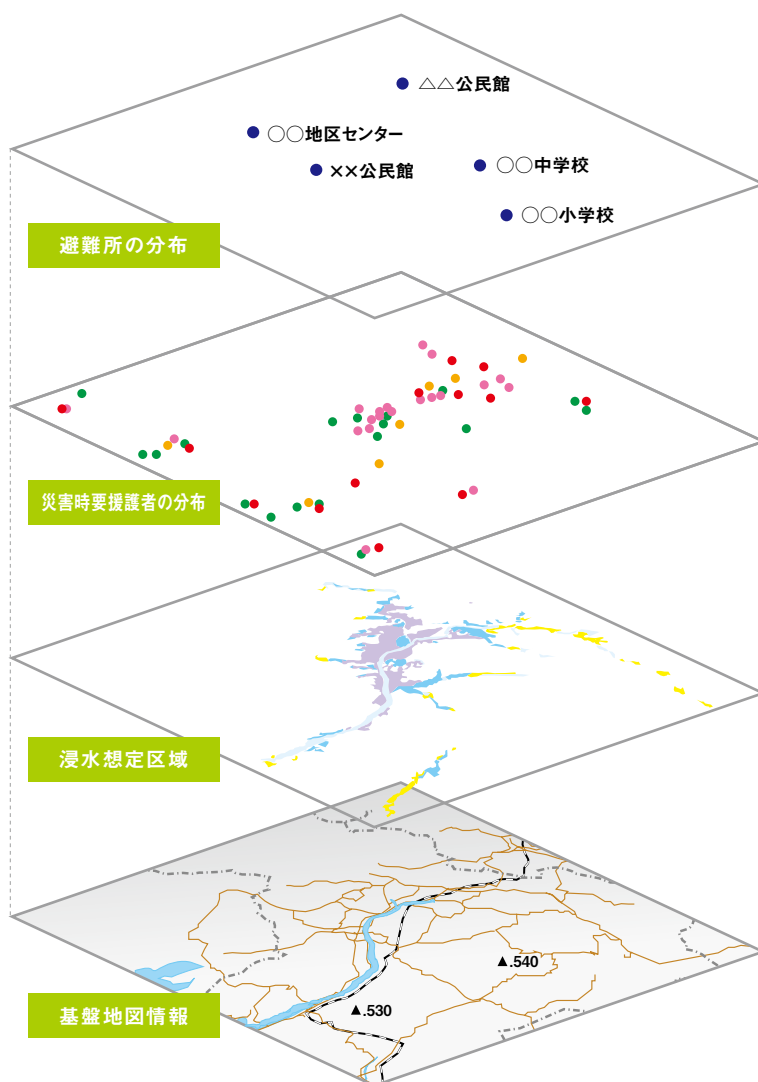 △△公民館
○○地区センター
××公民館
○○中学校
○○小学校
避難所の分布
災害時要援護者の分布
浸水想定区域
▲.540
▲.530
基盤地図情報